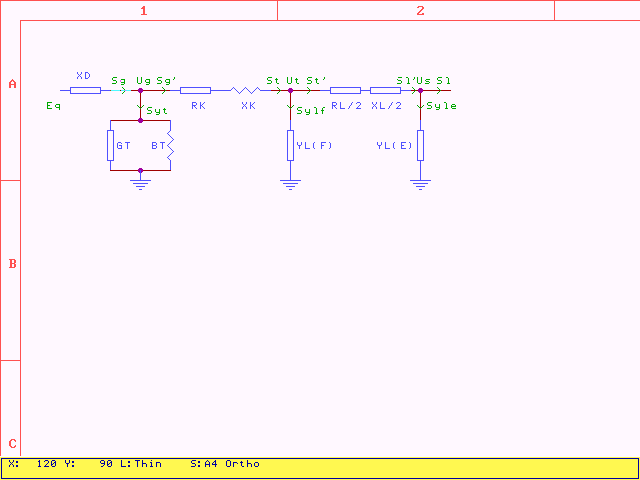 1 2
A
XD Sg Ug Sg' St Ut St' Sl'Us Sl
Eq RK XK RL/2 XL/2
Syt Sylf Syle
GT BT YL(F) YL(E)
B
C
X: 120 Y: 90 L:Thin S:A4 Ortho